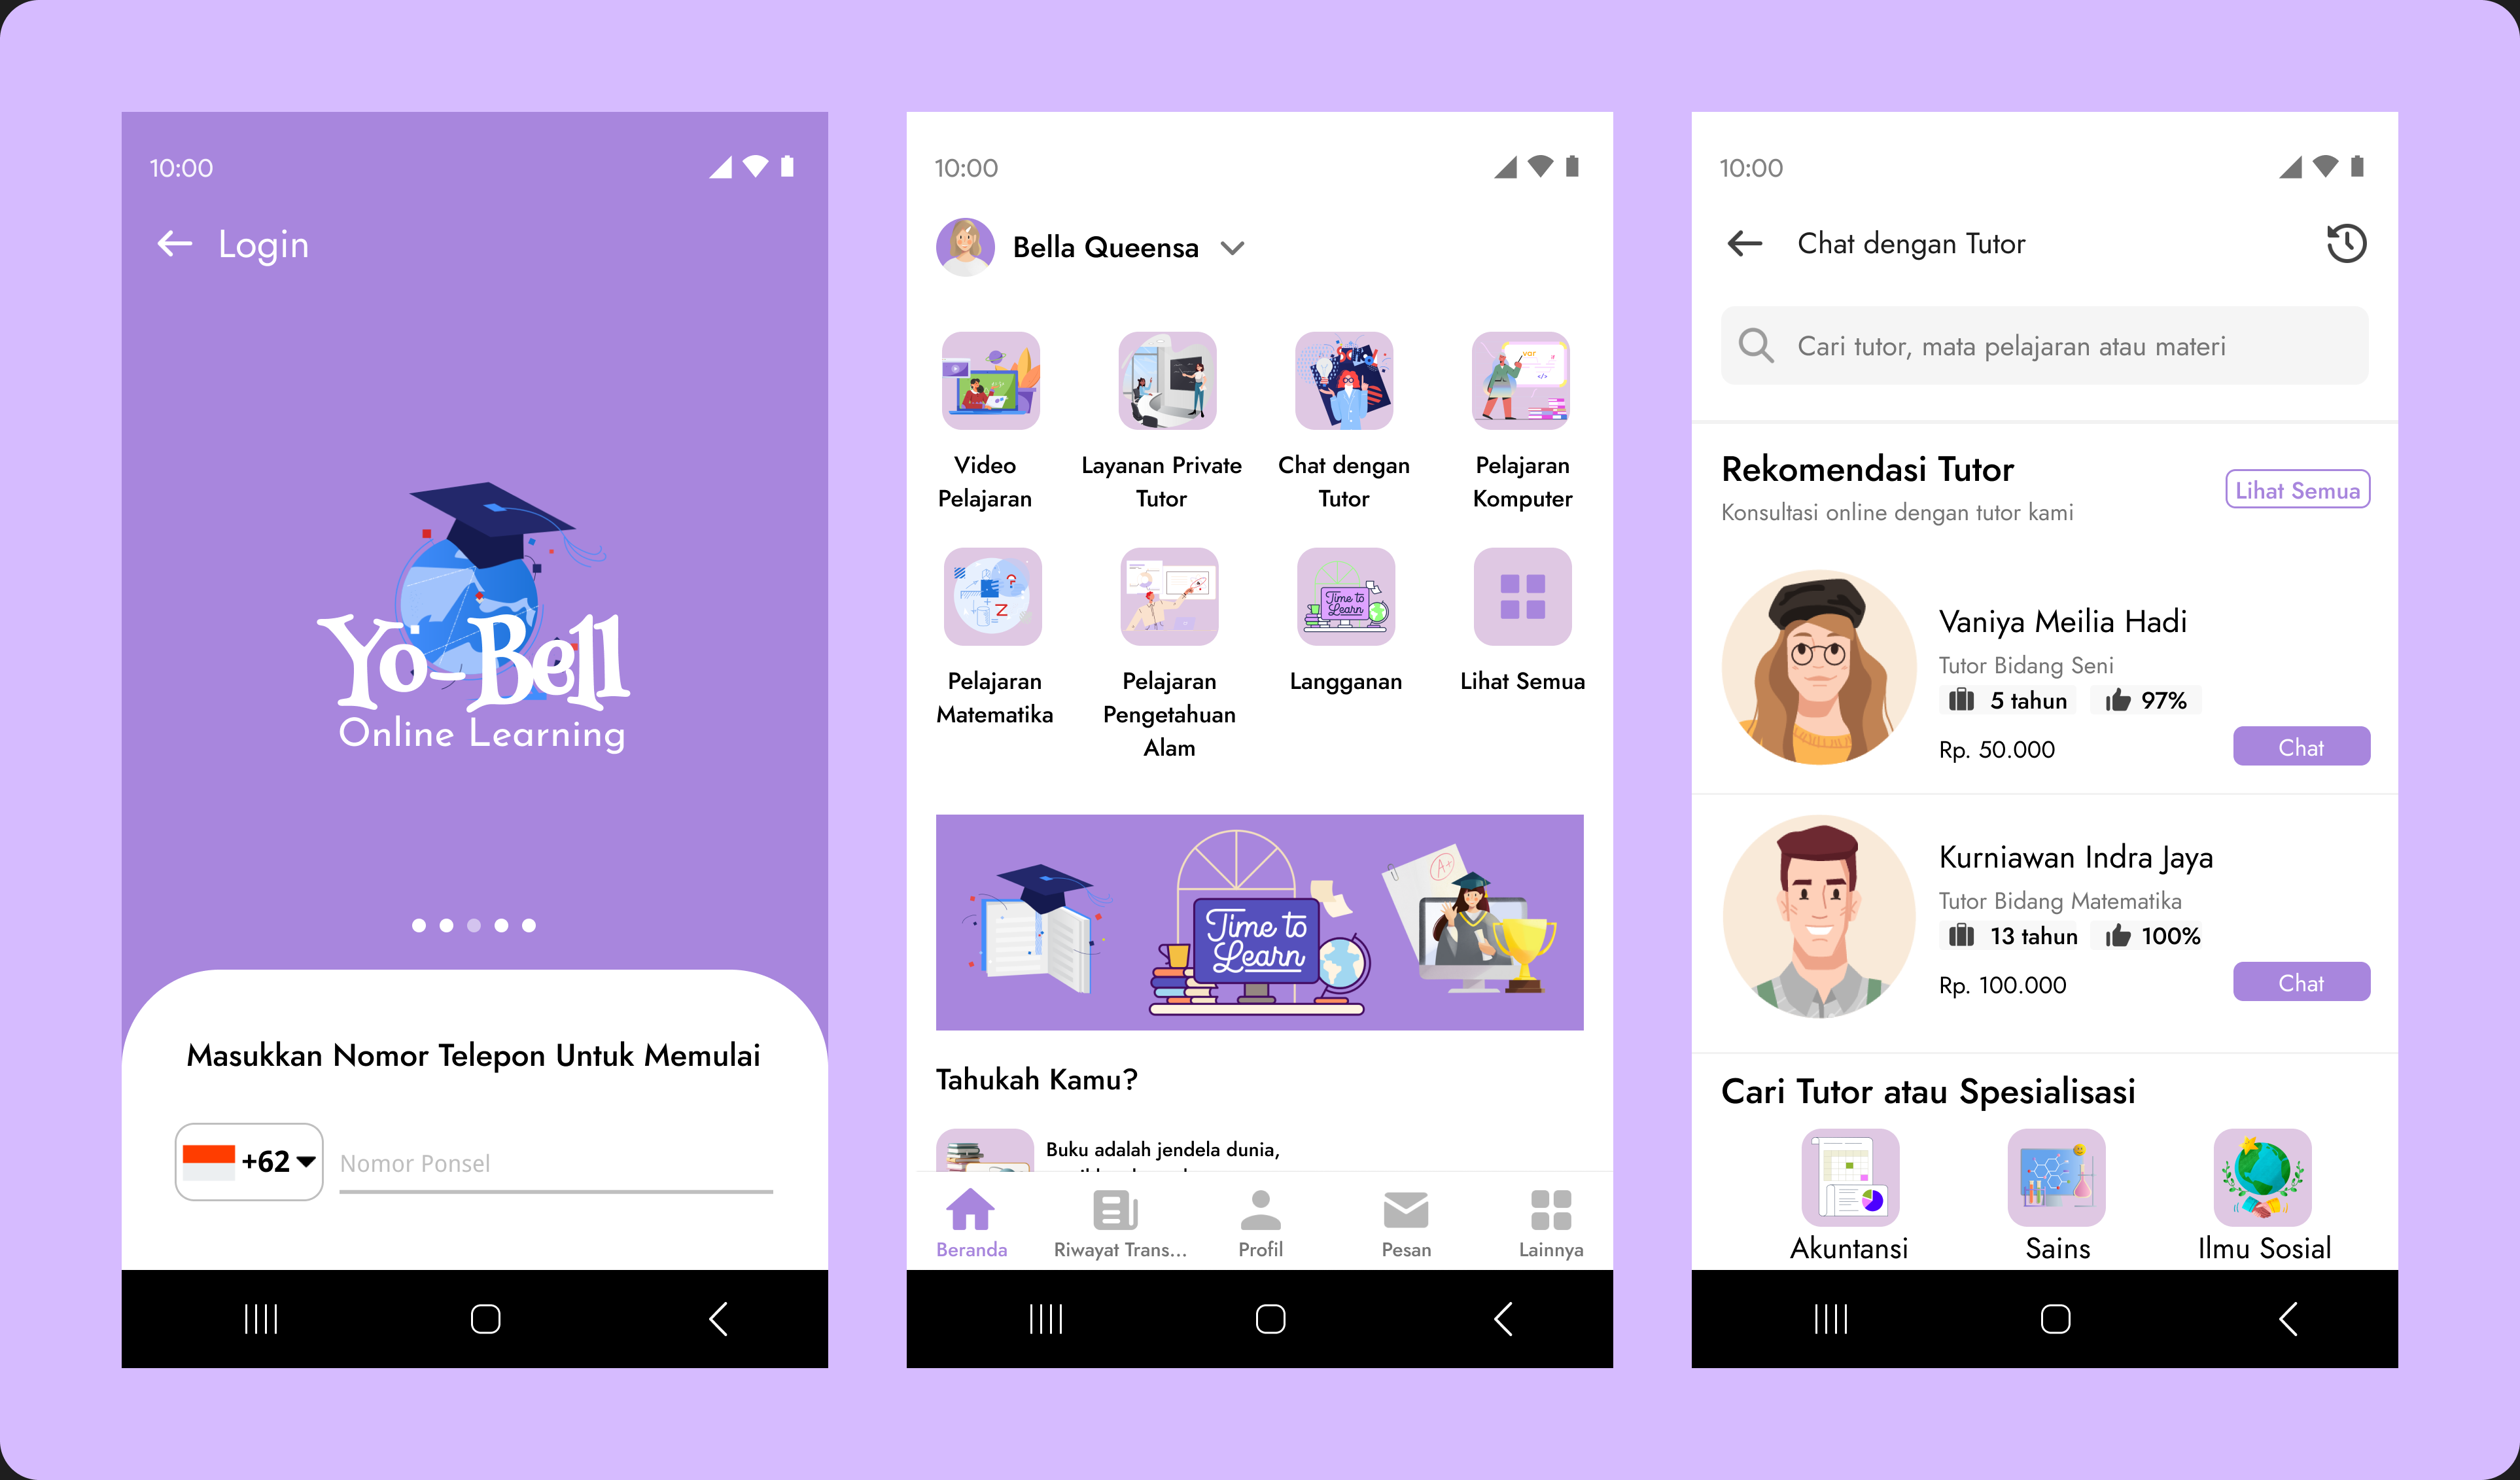 10:00
Login
Yo-Bell
Online Learning
Masukkan Nomor Telepon Untuk Memulai
+62
Nomor Ponsel
10:00
Bella Queensa
Video Pelajaran
Layanan Private Tutor
Chat dengan Tutor
Pelajaran Komputer
Pelajaran Matematika
Pelajaran Pengetahuan Alam
Time to Learn
Langganan
Lihat Semua
A+
Time to
Learn
Tahukah Kamu?
Buku adalah jendela dunia,
Beranda
Riwayat Trans...
Profil
Pesan
Lainnya
10:00
Chat dengan Tutor
Cari tutor, mata pelajaran atau materi
Rekomendasi Tutor
Lihat Semua
Konsultasi online dengan tutor kami
Vaniya Meilia Hadi
Tutor Bidang Seni
5 tahun 97%
Rp. 50.000
Chat
Kurniawan Indra Jaya
Tutor Bidang Matematika
13 tahun 100%
Rp. 100.000
Chat
Cari Tutor atau Spesialisasi
Akuntansi
Sains
Ilmu Sosial